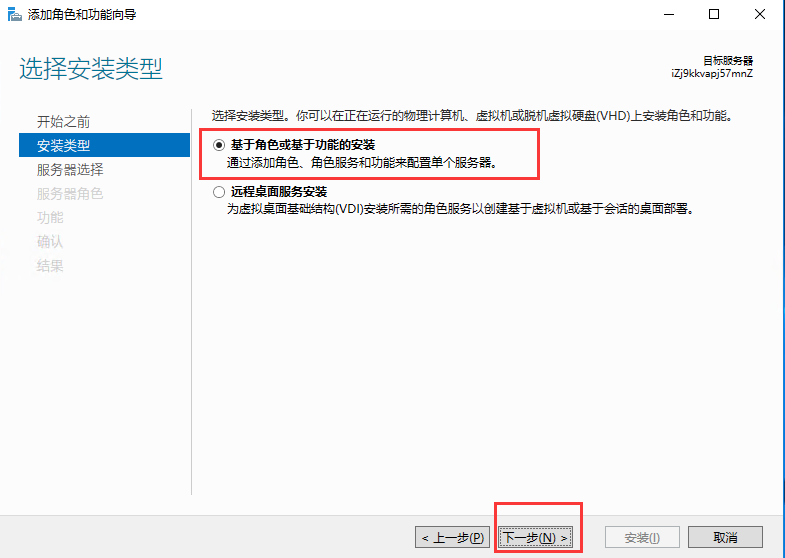 添加角色和功能向导
选择安装类型
目标服务器
iZj9kkvapj57mnZ
开始之前
安装类型
服务器选择
服务器角色
功能
确认
结果
选择安装类型。你可以在正在运行的物理计算机、虚拟机或脱机虚拟硬盘(VHD)上安装角色和功能。
基于角色或基于功能的安装
通过添加角色、角色服务和功能来配置单个服务器。
远程桌面服务安装
为虚拟桌面基础结构(VDI)安装所需的角色服务以创建基于虚拟机或基于会话的桌面部署。
< 上一步(P)
下一步(N) >
安装(I)
取消